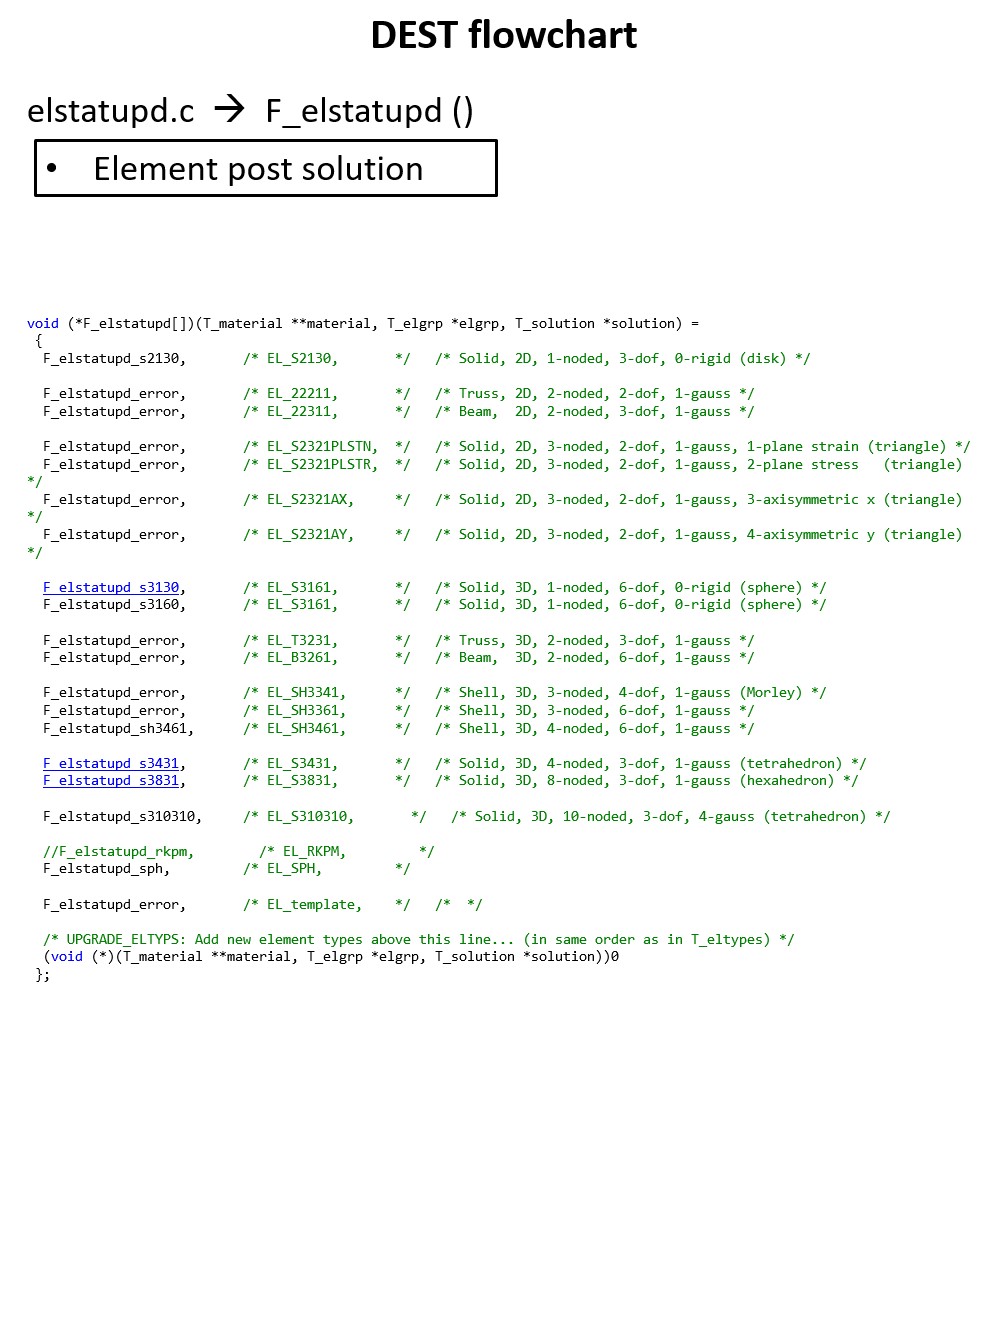 DEST flowchart
elstatupd.c → F_elstatupd ()
• Element post solution
void (*F_elstatupd[])(T_material **material, T_elgrp *elgrp, T_solution *solution) =
{
F_elstatupd_s2130, /* EL_S2130, */ /* Solid, 2D, 1-noded, 3-dof, 0-rigid (disk) */
F_elstatupd_error, /* EL_22211, */ /* Truss, 2D, 2-noded, 2-dof, 1-gauss */
F_elstatupd_error, /* EL_22311, */ /* Beam, 2D, 2-noded, 3-dof, 1-gauss */
F_elstatupd_error, /* EL_S2321PLSTN, */ /* Solid, 2D, 3-noded, 2-dof, 1-gauss, 1-plane strain (triangle) */
F_elstatupd_error, /* EL_S2321PLSTR, */ /* Solid, 2D, 3-noded, 2-dof, 1-gauss, 2-plane stress (triangle)
*/
F_elstatupd_error, /* EL_S2321AX, */ /* Solid, 2D, 3-noded, 2-dof, 1-gauss, 3-axisymmetric x (triangle)
*/
F_elstatupd_error, /* EL_S2321AY, */ /* Solid, 2D, 3-noded, 2-dof, 1-gauss, 4-axisymmetric y (triangle)
*/
F_elstatupd_s3130, /* EL_S3161, */ /* Solid, 3D, 1-noded, 6-dof, 0-rigid (sphere) */
F_elstatupd_s3160, /* EL_S3161, */ /* Solid, 3D, 1-noded, 6-dof, 0-rigid (sphere) */
F_elstatupd_error, /* EL_T3231, */ /* Truss, 3D, 2-noded, 3-dof, 1-gauss */
F_elstatupd_error, /* EL_B3261, */ /* Beam, 3D, 2-noded, 6-dof, 1-gauss */
F_elstatupd_error, /* EL_SH3341, */ /* Shell, 3D, 3-noded, 4-dof, 1-gauss (Morley) */
F_elstatupd_error, /* EL_SH3361, */ /* Shell, 3D, 3-noded, 6-dof, 1-gauss */
F_elstatupd_sh3461, /* EL_SH3461, */ /* Shell, 3D, 4-noded, 6-dof, 1-gauss */
F_elstatupd_s3431, /* EL_S3431, */ /* Solid, 3D, 4-noded, 3-dof, 1-gauss (tetrahedron) */
F_elstatupd_s3831, /* EL_S3831, */ /* Solid, 3D, 8-noded, 3-dof, 1-gauss (hexahedron) */
F_elstatupd_s310310, /* EL_S310310, */ /* Solid, 3D, 10-noded, 3-dof, 4-gauss (tetrahedron) */
//F_elstatupd_rkpm, /* EL_RKPM, */
F_elstatupd_sph, /* EL_SPH, */
F_elstatupd_error, /* EL_template, */ /* */
/* UPGRADE_ELTYPS: Add new element types above this line... (in same order as in T_eltypes) */
(void (*)(T_material **material, T_elgrp *elgrp, T_solution *solution))0
};